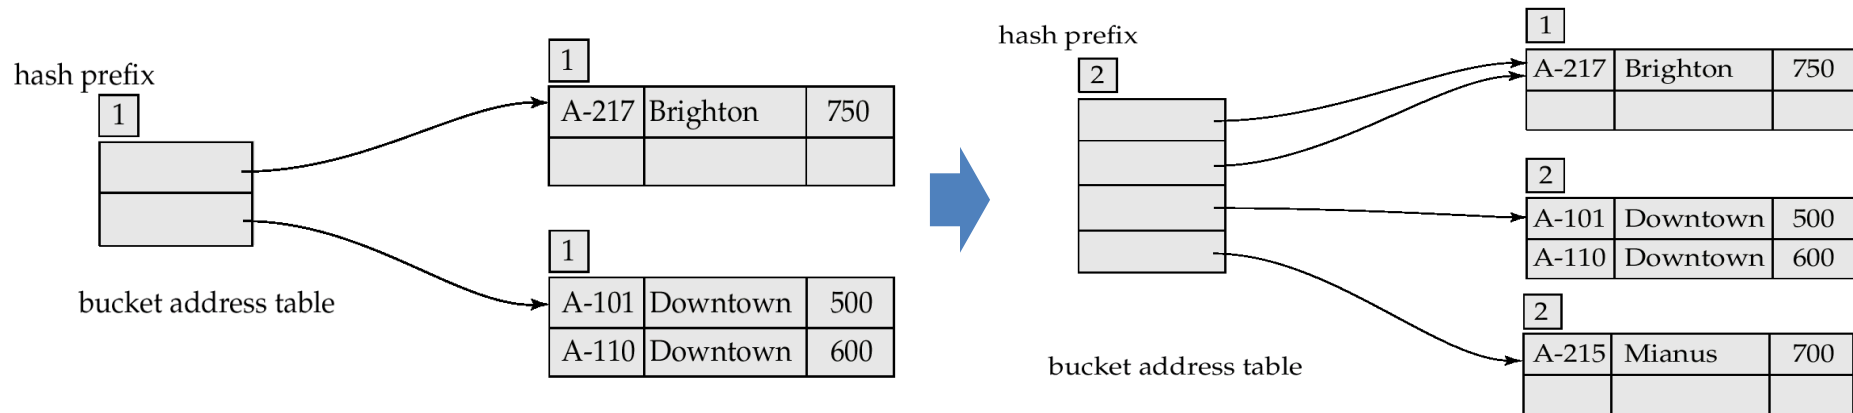 hash prefix
1
1
A-217 Brighton 750
1
A-101 Downtown 500
A-110 Downtown 600
bucket address table
hash prefix
2
1
A-217 Brighton 750
2
A-101 Downtown 500
A-110 Downtown 600
2
A-215 Mianus 700
bucket address table